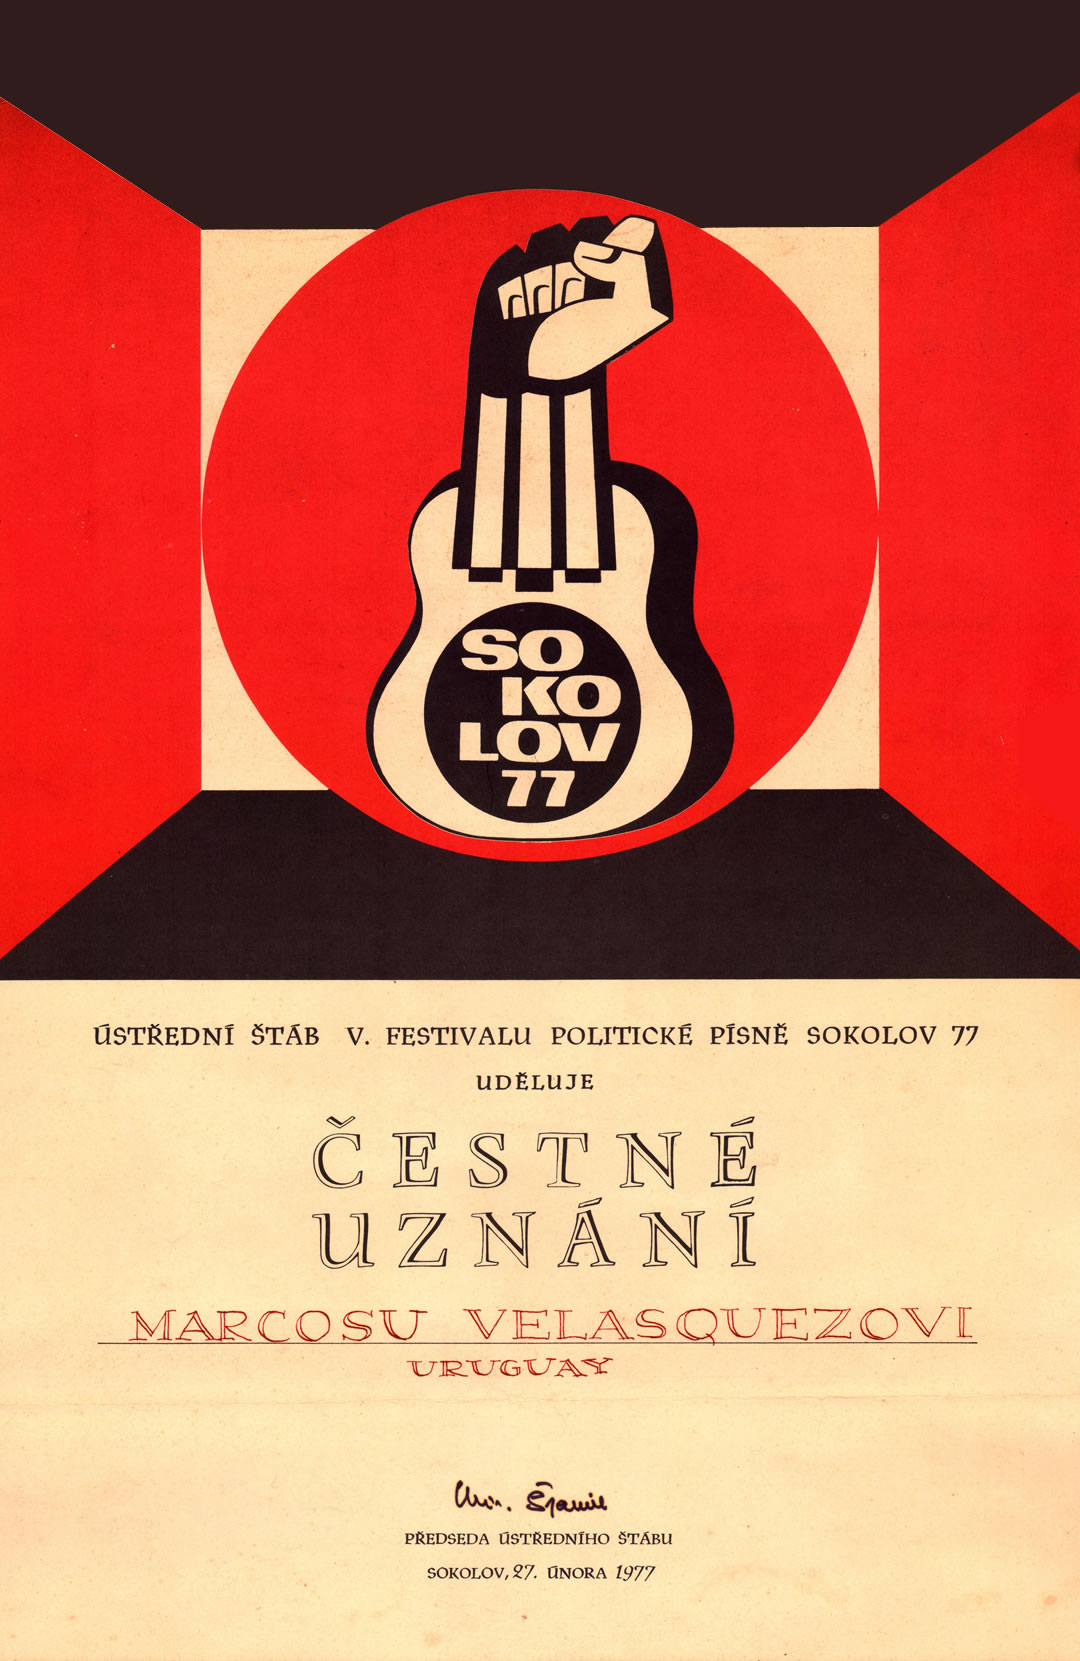 SO
KO
LOV
77
ÚSTŘEDNÍ ŠTÁB V. FESTIVALU POLITICKÉ PÍSNĚ SOKOLOV 77
UDĚLUJE
ČESTNÉ
UZNÁNÍ
MARCOSU VELASQUEZOVI
URUGUAY
PŘEDSEDA ÚSTŘEDNÍHO ŠTÁBU
SOKOLOV, 27. ÚNORA 1977